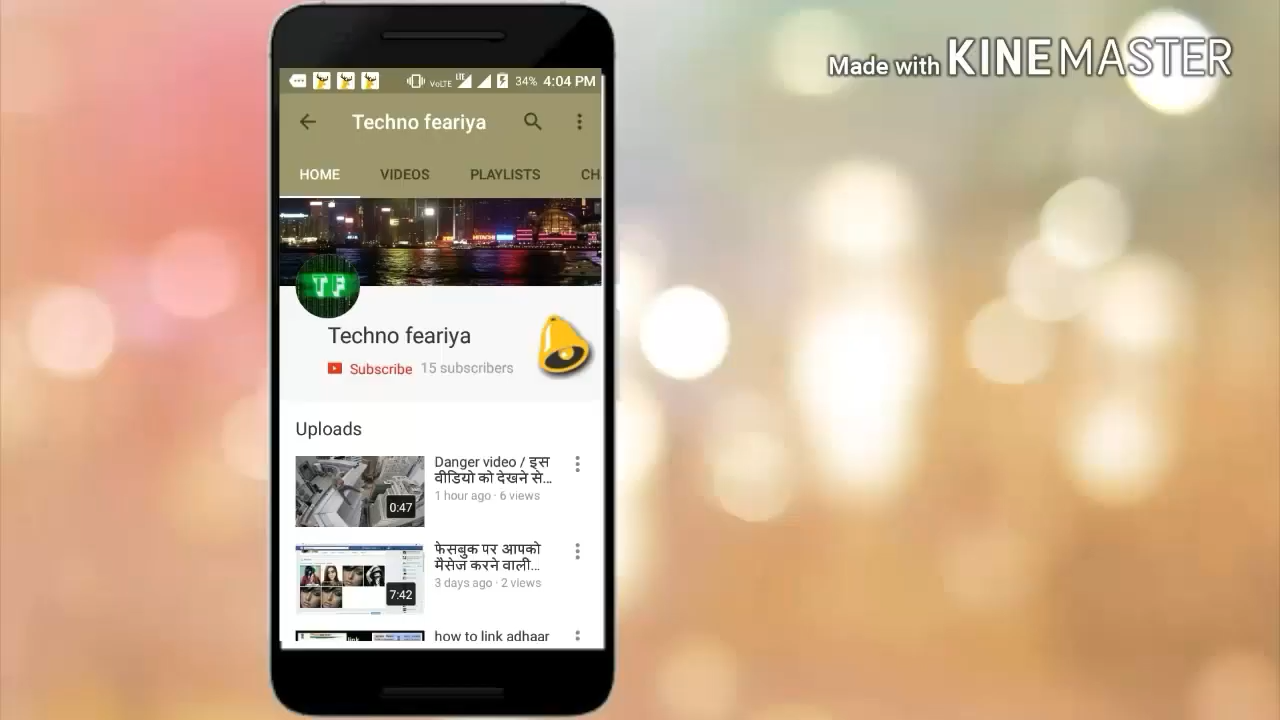 Made with KINEMASTER
VoLTE LTE 34% 4:04 PM
Techno feariya
HOME VIDEOS PLAYLISTS CH
TF
Techno feariya
Subscribe 15 subscribers
Uploads
Danger video / इस
वीडियो को देखने से...
1 hour ago · 6 views
0:47
फेसबुक पर आपको
मैसेज करने वाली...
3 days ago · 2 views
7:42
how to link adhaar